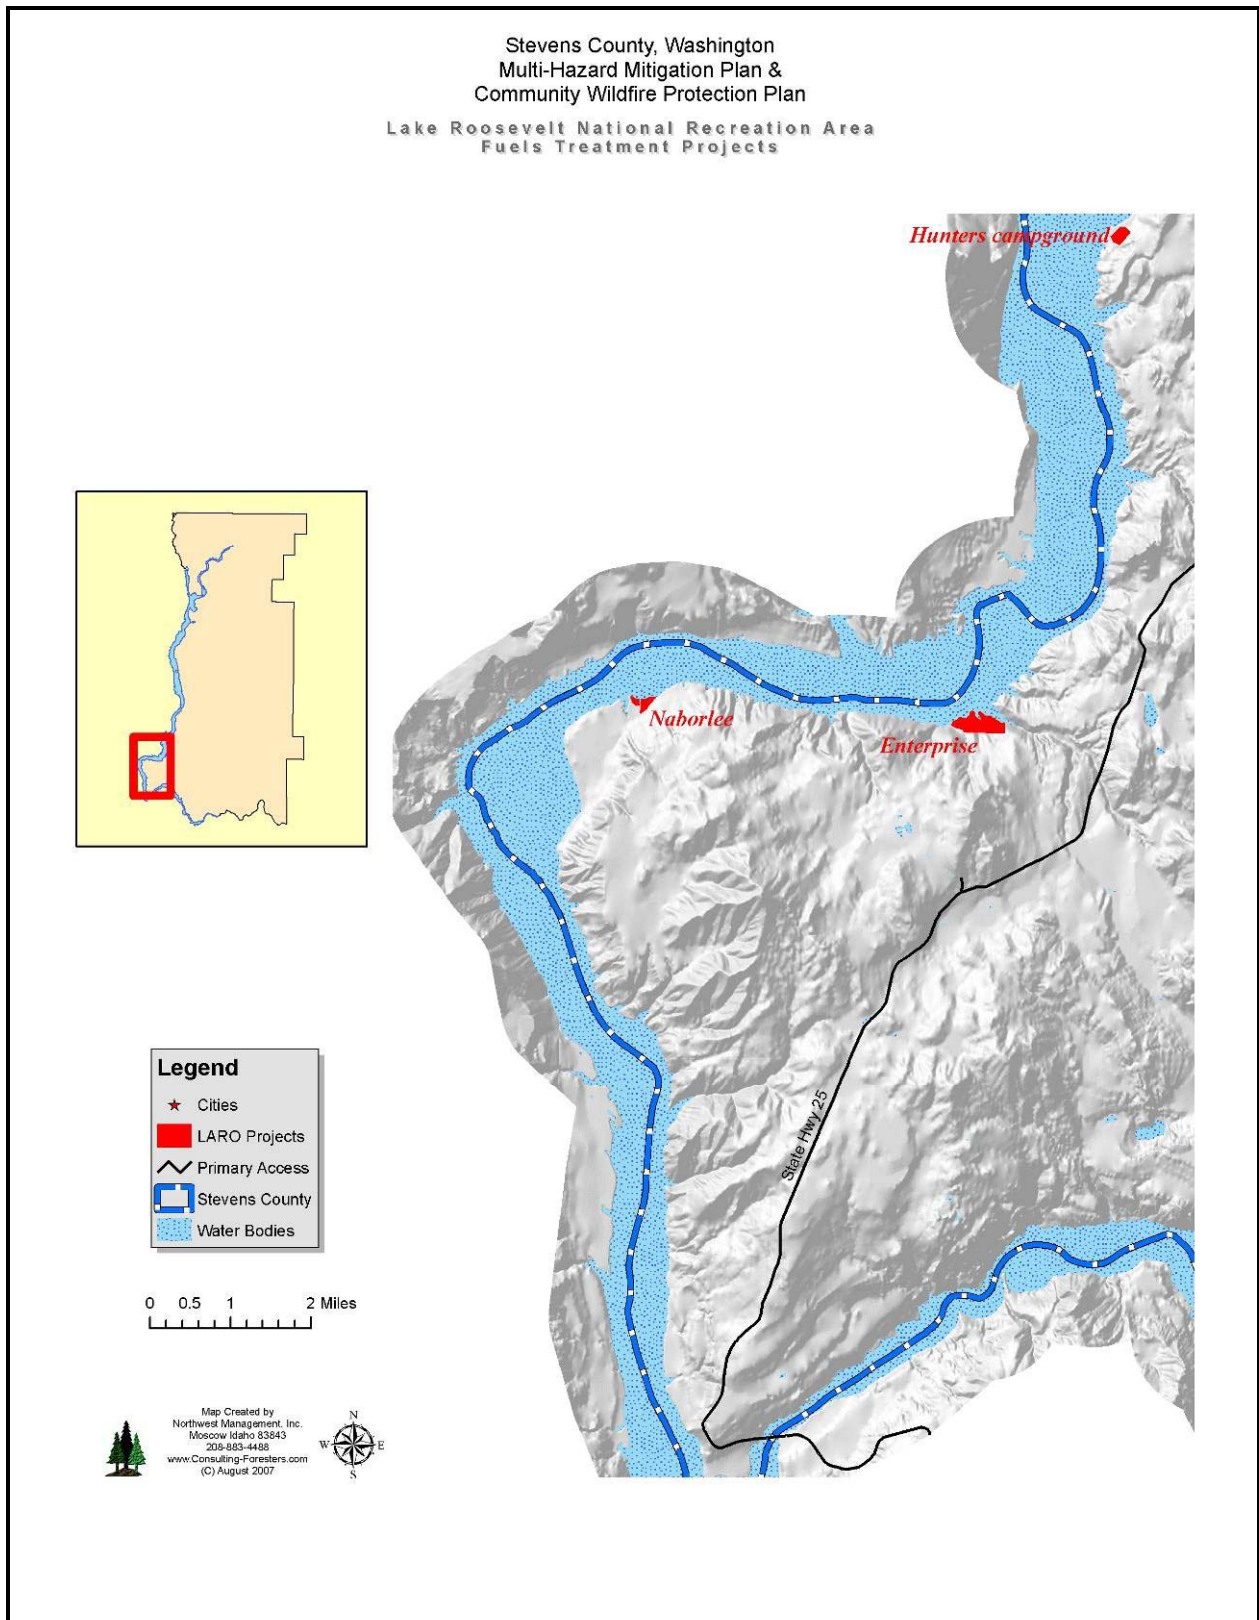 Stevens County, Washington
Multi-Hazard Mitigation Plan &
Community Wildfire Protection Plan
Lake Roosevelt National Recreation Area
Fuels Treatment Projects
Hunters campground
Naborlee
Enterprise
State Hwy 25
Legend
Cities
LARO Projects
Primary Access
Stevens County
Water Bodies
0 0.5 1 2 Miles
Map Created by
Northwest Management, Inc.
Moscow Idaho 83843
208-883-4488
www.Consulting-Foresters.com
(C) August 2007
N
W E
S